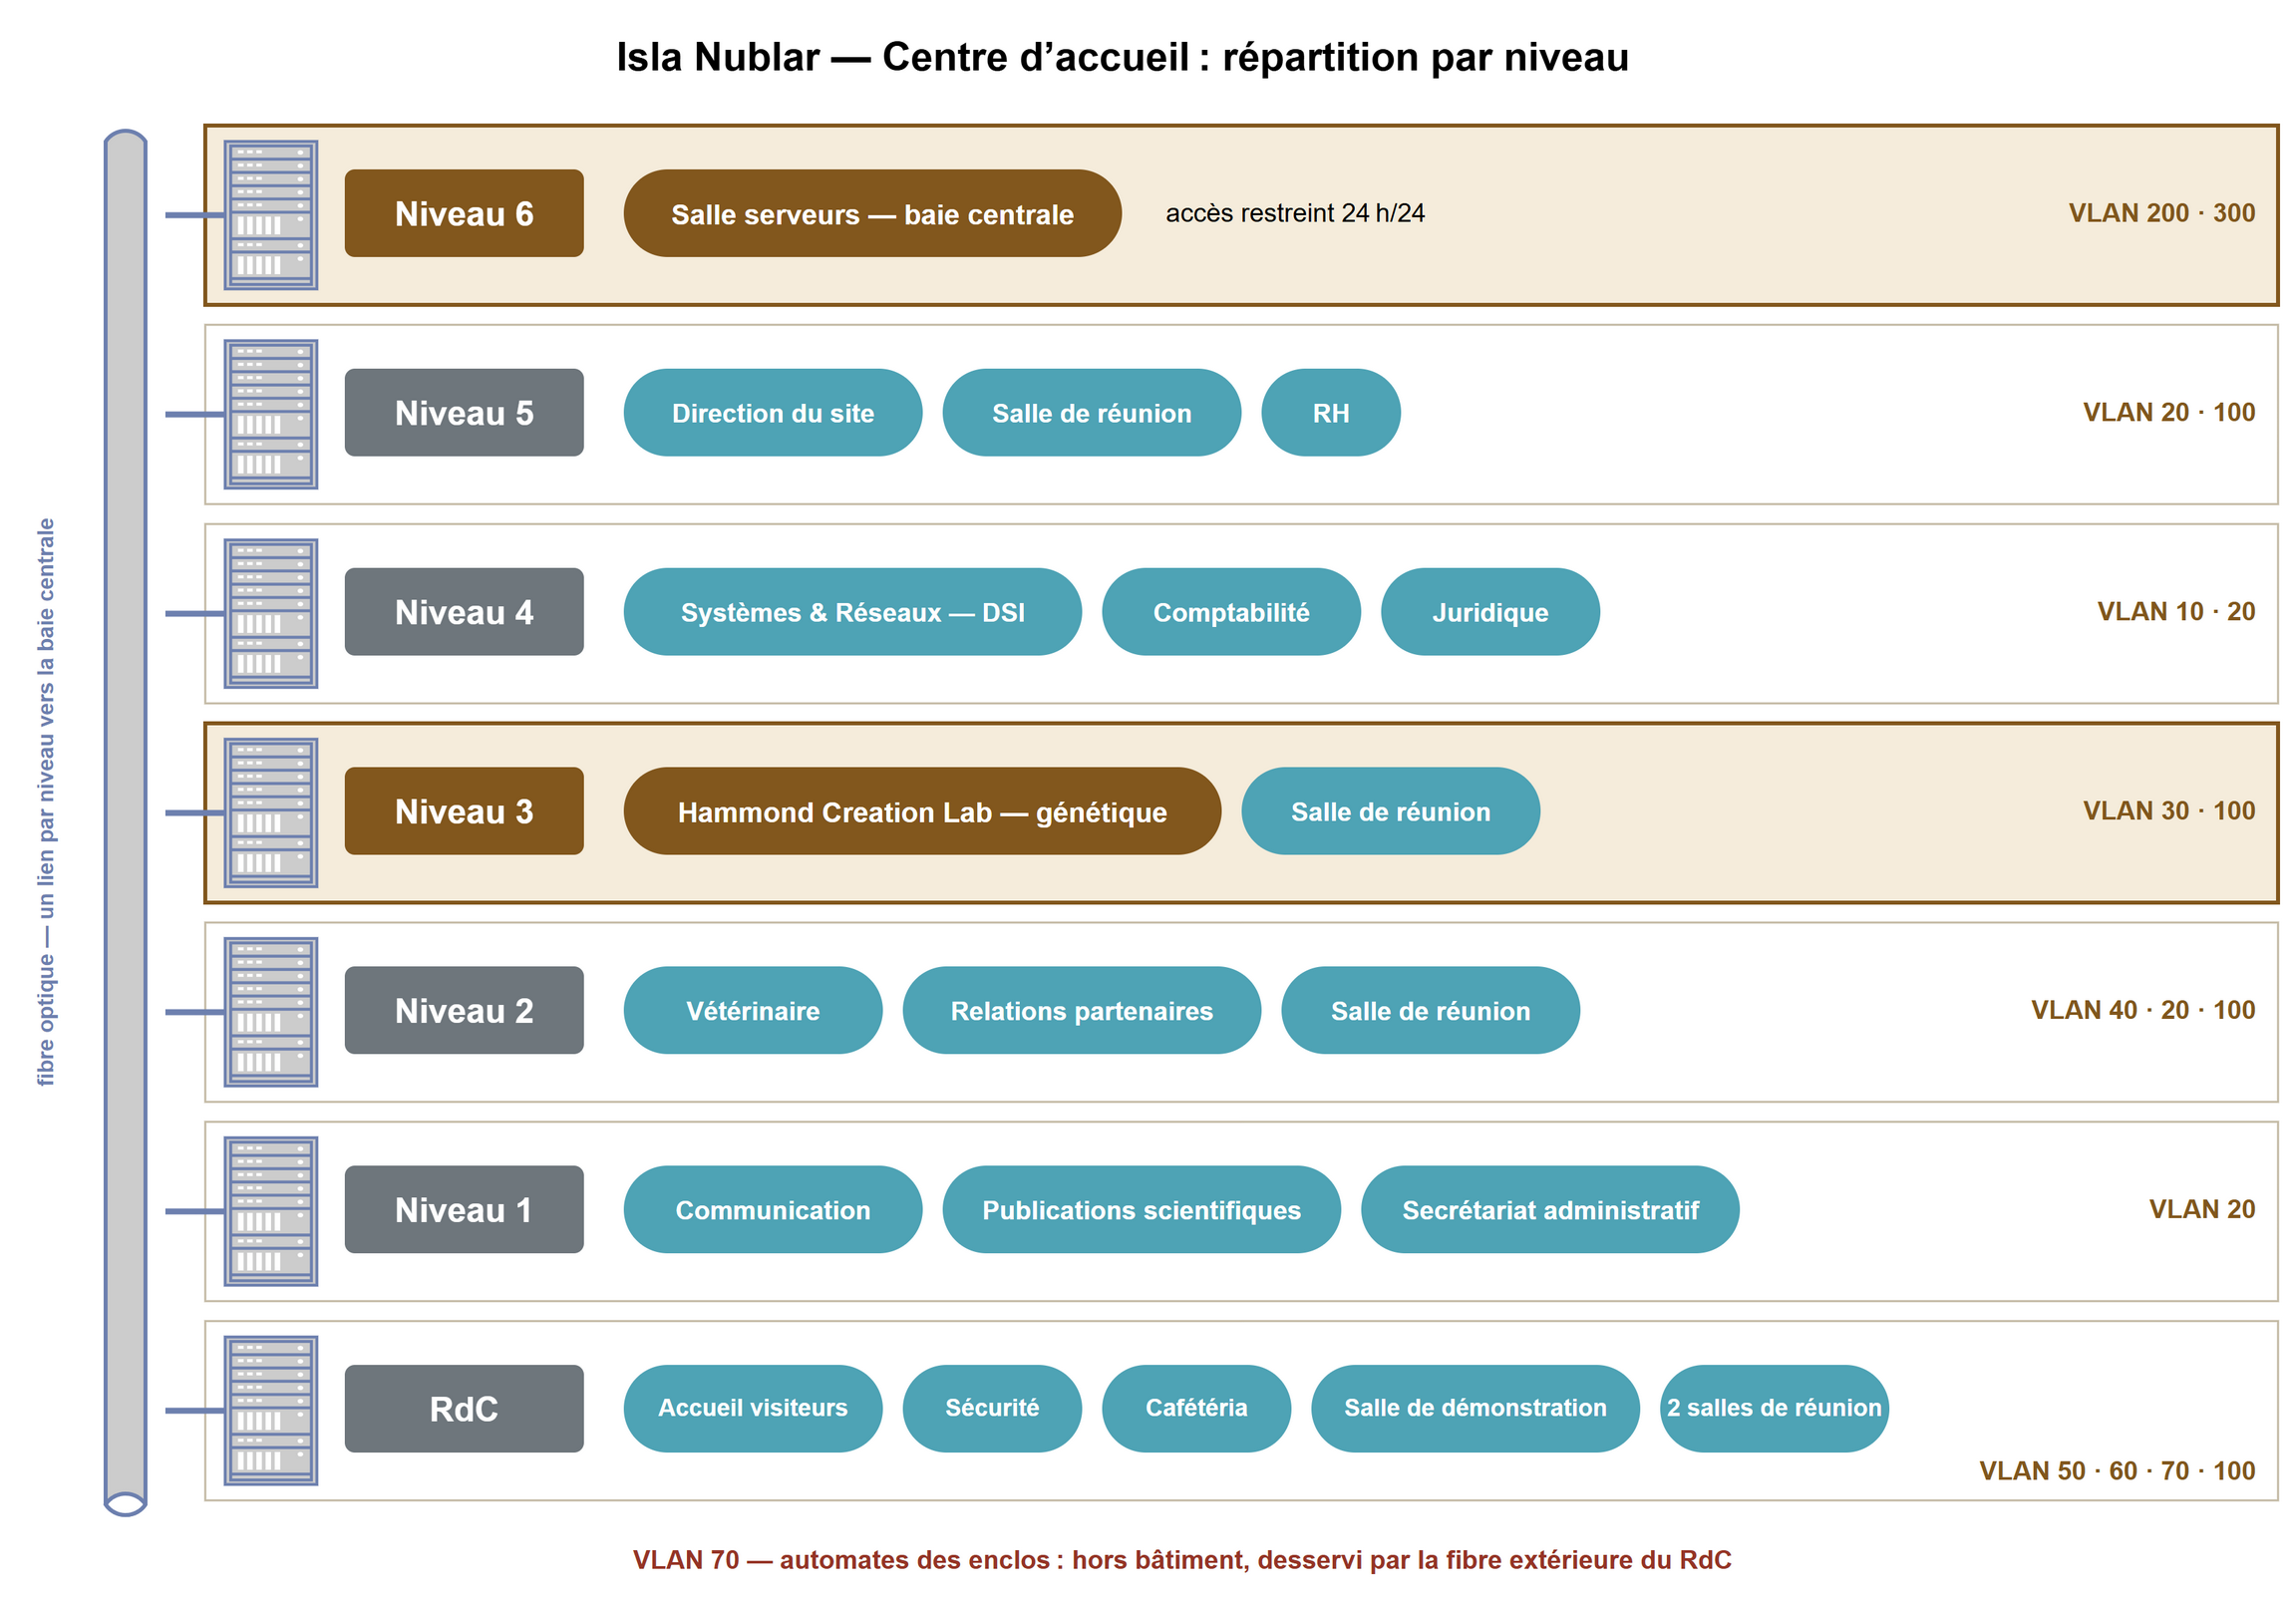 Isla Nublar — Centre d’accueil : répartition par niveau
fibre optique — un lien par niveau vers la baie centrale
Niveau 6
Salle serveurs — baie centrale
accès restreint 24 h/24
VLAN 200 · 300
Niveau 5
Direction du site
Salle de réunion
RH
VLAN 20 · 100
Niveau 4
Systèmes & Réseaux — DSI
Comptabilité
Juridique
VLAN 10 · 20
Niveau 3
Hammond Creation Lab — génétique
Salle de réunion
VLAN 30 · 100
Niveau 2
Vétérinaire
Relations partenaires
Salle de réunion
VLAN 40 · 20 · 100
Niveau 1
Communication
Publications scientifiques
Secrétariat administratif
VLAN 20
RdC
Accueil visiteurs
Sécurité
Cafétéria
Salle de démonstration
2 salles de réunion
VLAN 50 · 60 · 70 · 100
VLAN 70 — automates des enclos : hors bâtiment, desservi par la fibre extérieure du RdC